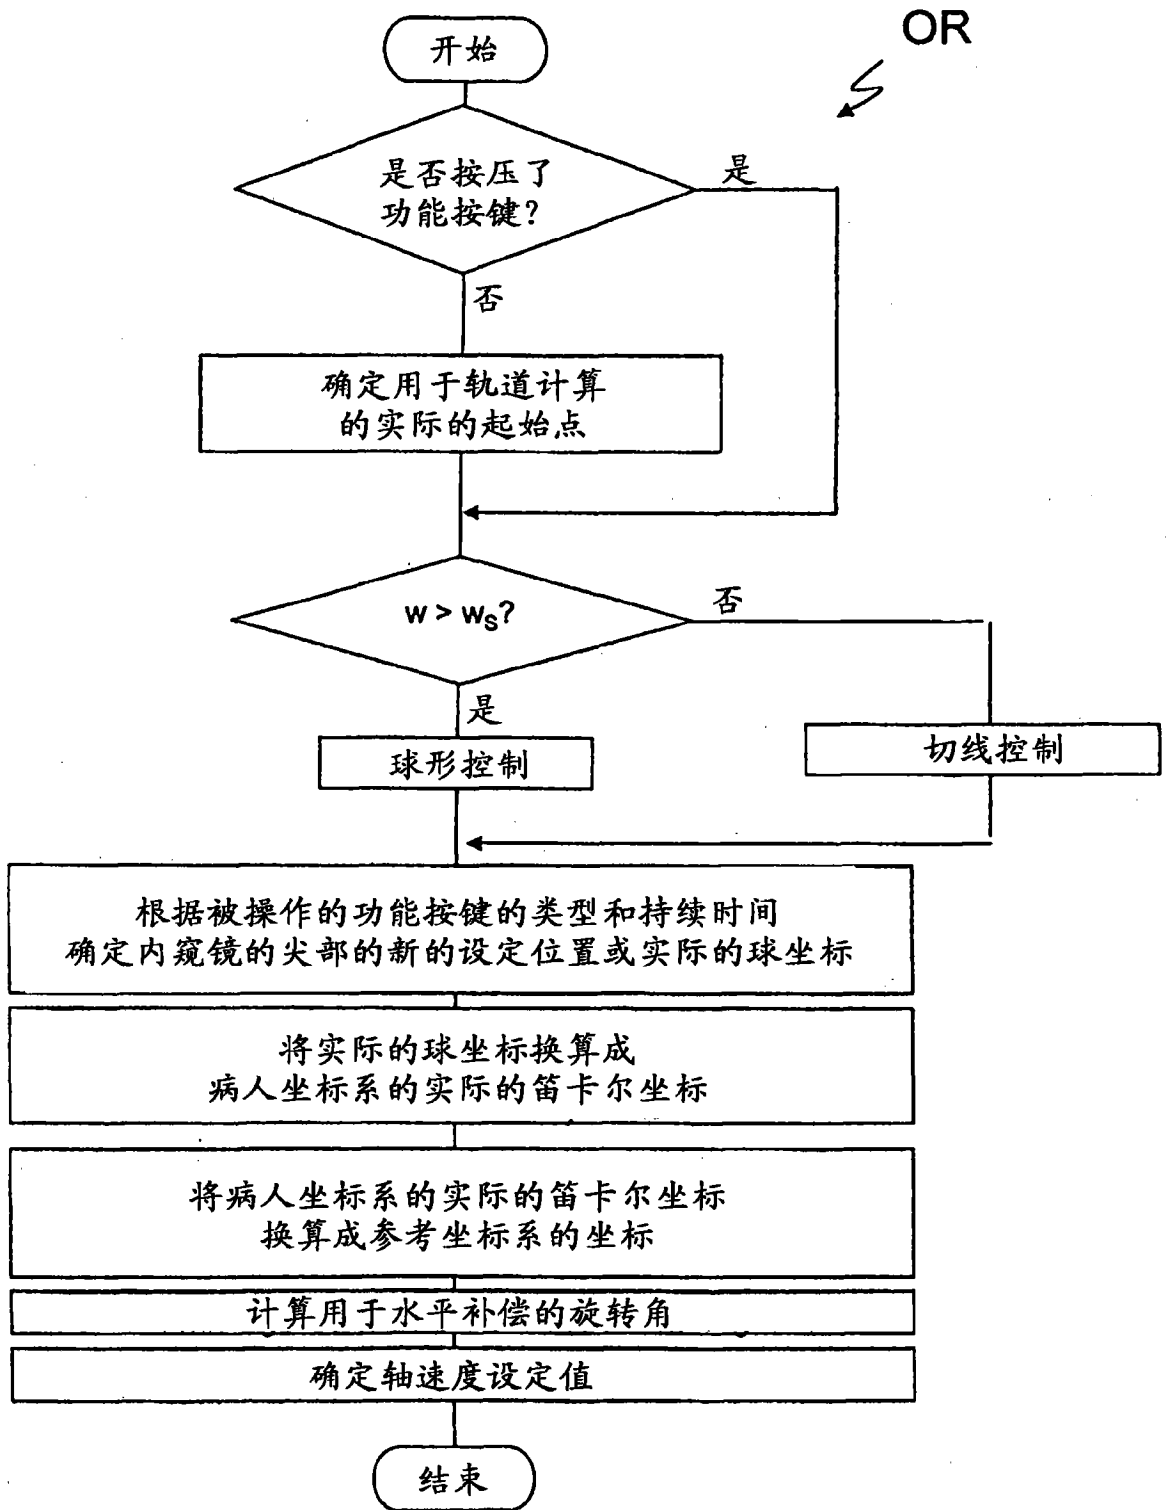 OR
开始
是否按压了
功能按键?
是
否
确定用于轨道计算
的实际的起始点
w > wS?
否
是
球形控制
切线控制
根据被操作的功能按键的类型和持续时间
确定内窥镜的尖部的新的设定位置或实际的球坐标
将实际的球坐标换算成
病人坐标系的实际的笛卡尔坐标
将病人坐标系的实际的笛卡尔坐标
换算成参考坐标系的坐标
计算用于水平补偿的旋转角
确定轴速度设定值
结束